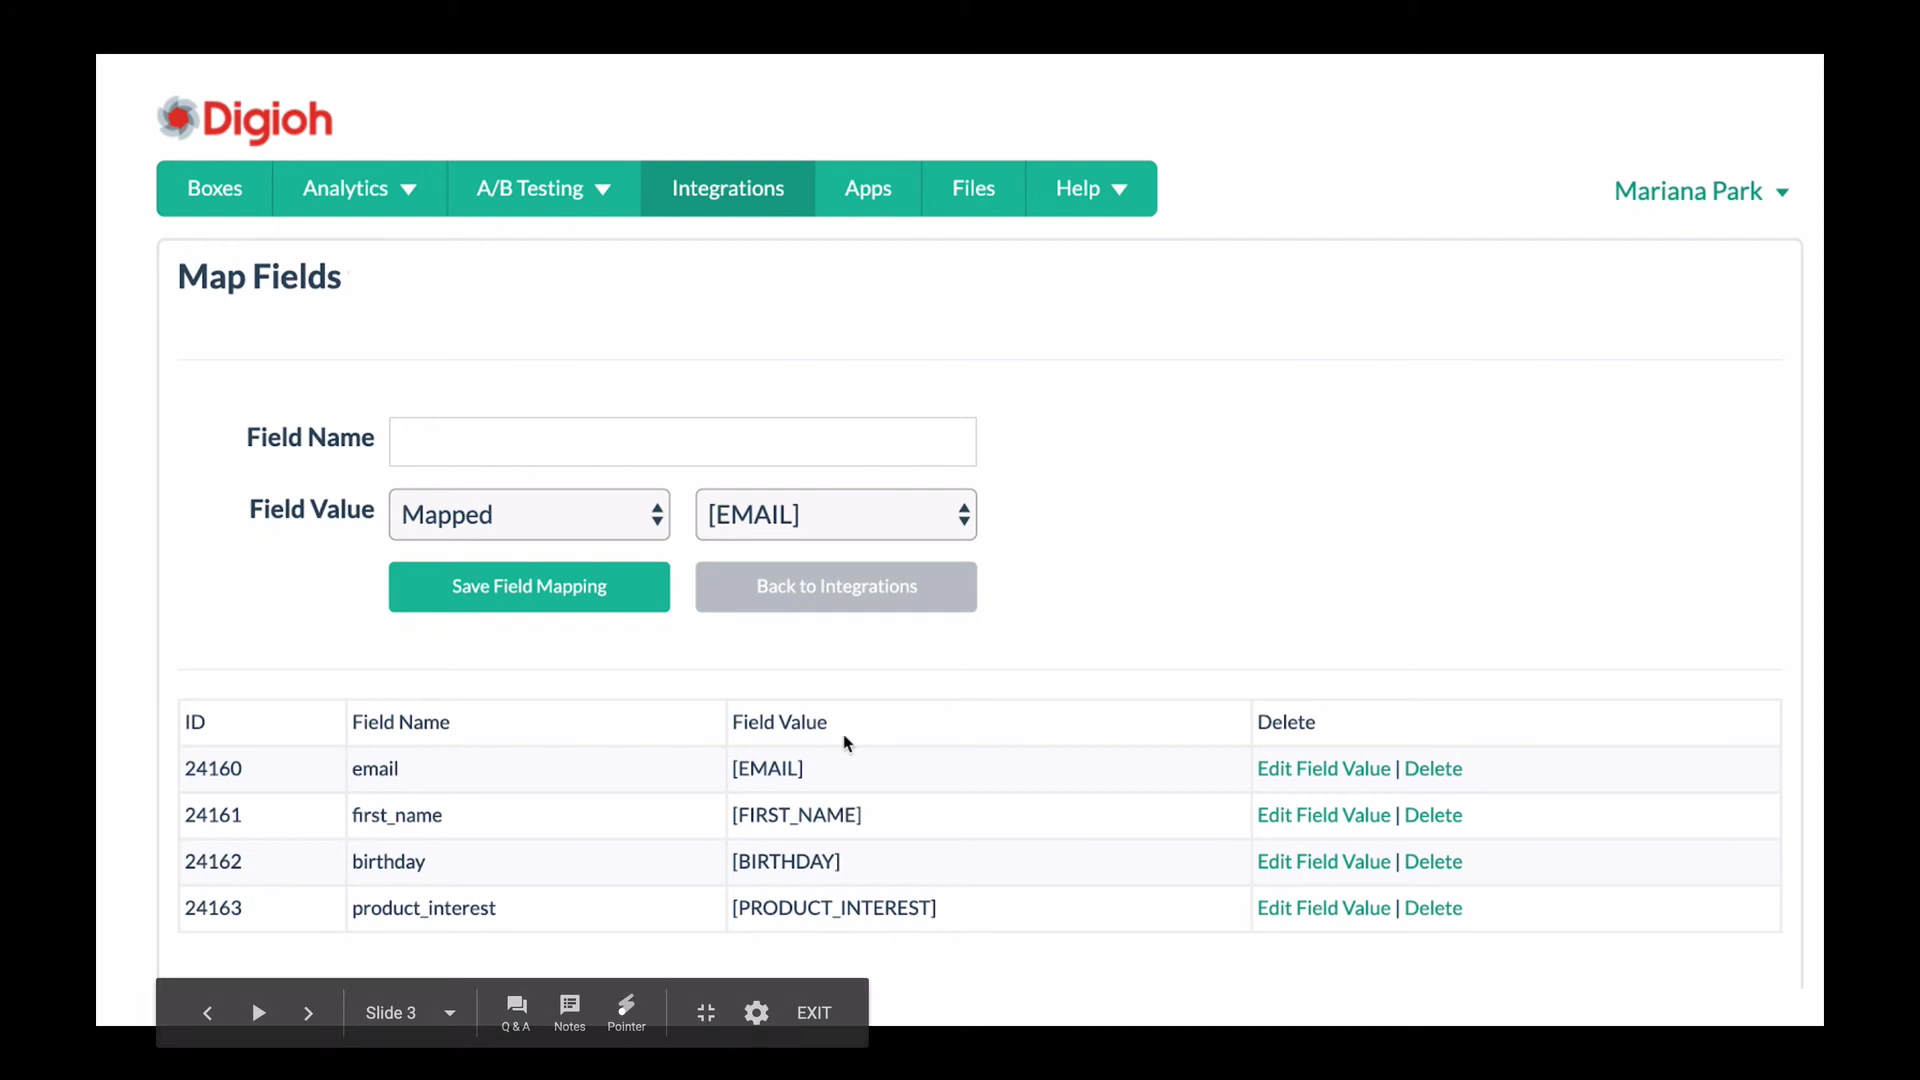 Digioh
Boxes Analytics A/B Testing Integrations Apps Files Help Mariana Park
Map Fields
Field Name
Field Value Mapped [EMAIL]
Save Field Mapping Back to Integrations
ID Field Name Field Value Delete
24160 email [EMAIL] Edit Field Value | Delete
24161 first_name [FIRST_NAME] Edit Field Value | Delete
24162 birthday [BIRTHDAY] Edit Field Value | Delete
24163 product_interest [PRODUCT_INTEREST] Edit Field Value | Delete
Slide 3 Q & A Notes Pointer EXIT